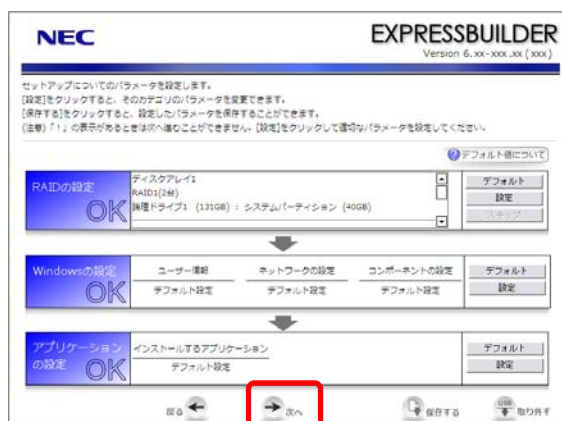 NEC
EXPRESSBUILDER
Version 6.xx-xxx.xx (xxx)
セットアップについてのパラメータを設定します。
[設定]をクリックすると、そのカテゴリのパラメータを変更できます。
[保存する]をクリックすると、設定したパラメータを保存することができます。
(注意)「！」の表示があるときは次へ進むことができません。[設定]をクリックして適切なパラメータを設定してください。
デフォルト値について
RAIDの設定
OK
ディスクアレイ1
RAID1(2台)
論理ドライブ1 (131GB) : システムパーティション (40GB)
デフォルト
設定
スキップ
Windowsの設定
OK
ユーザー情報 ネットワークの設定 コンポーネントの設定
デフォルト設定 デフォルト設定 デフォルト設定
デフォルト
設定
アプリケーション
の設定 OK
インストールするアプリケーション
デフォルト設定
デフォルト
設定
戻る 次へ 保存する USB 取り外す